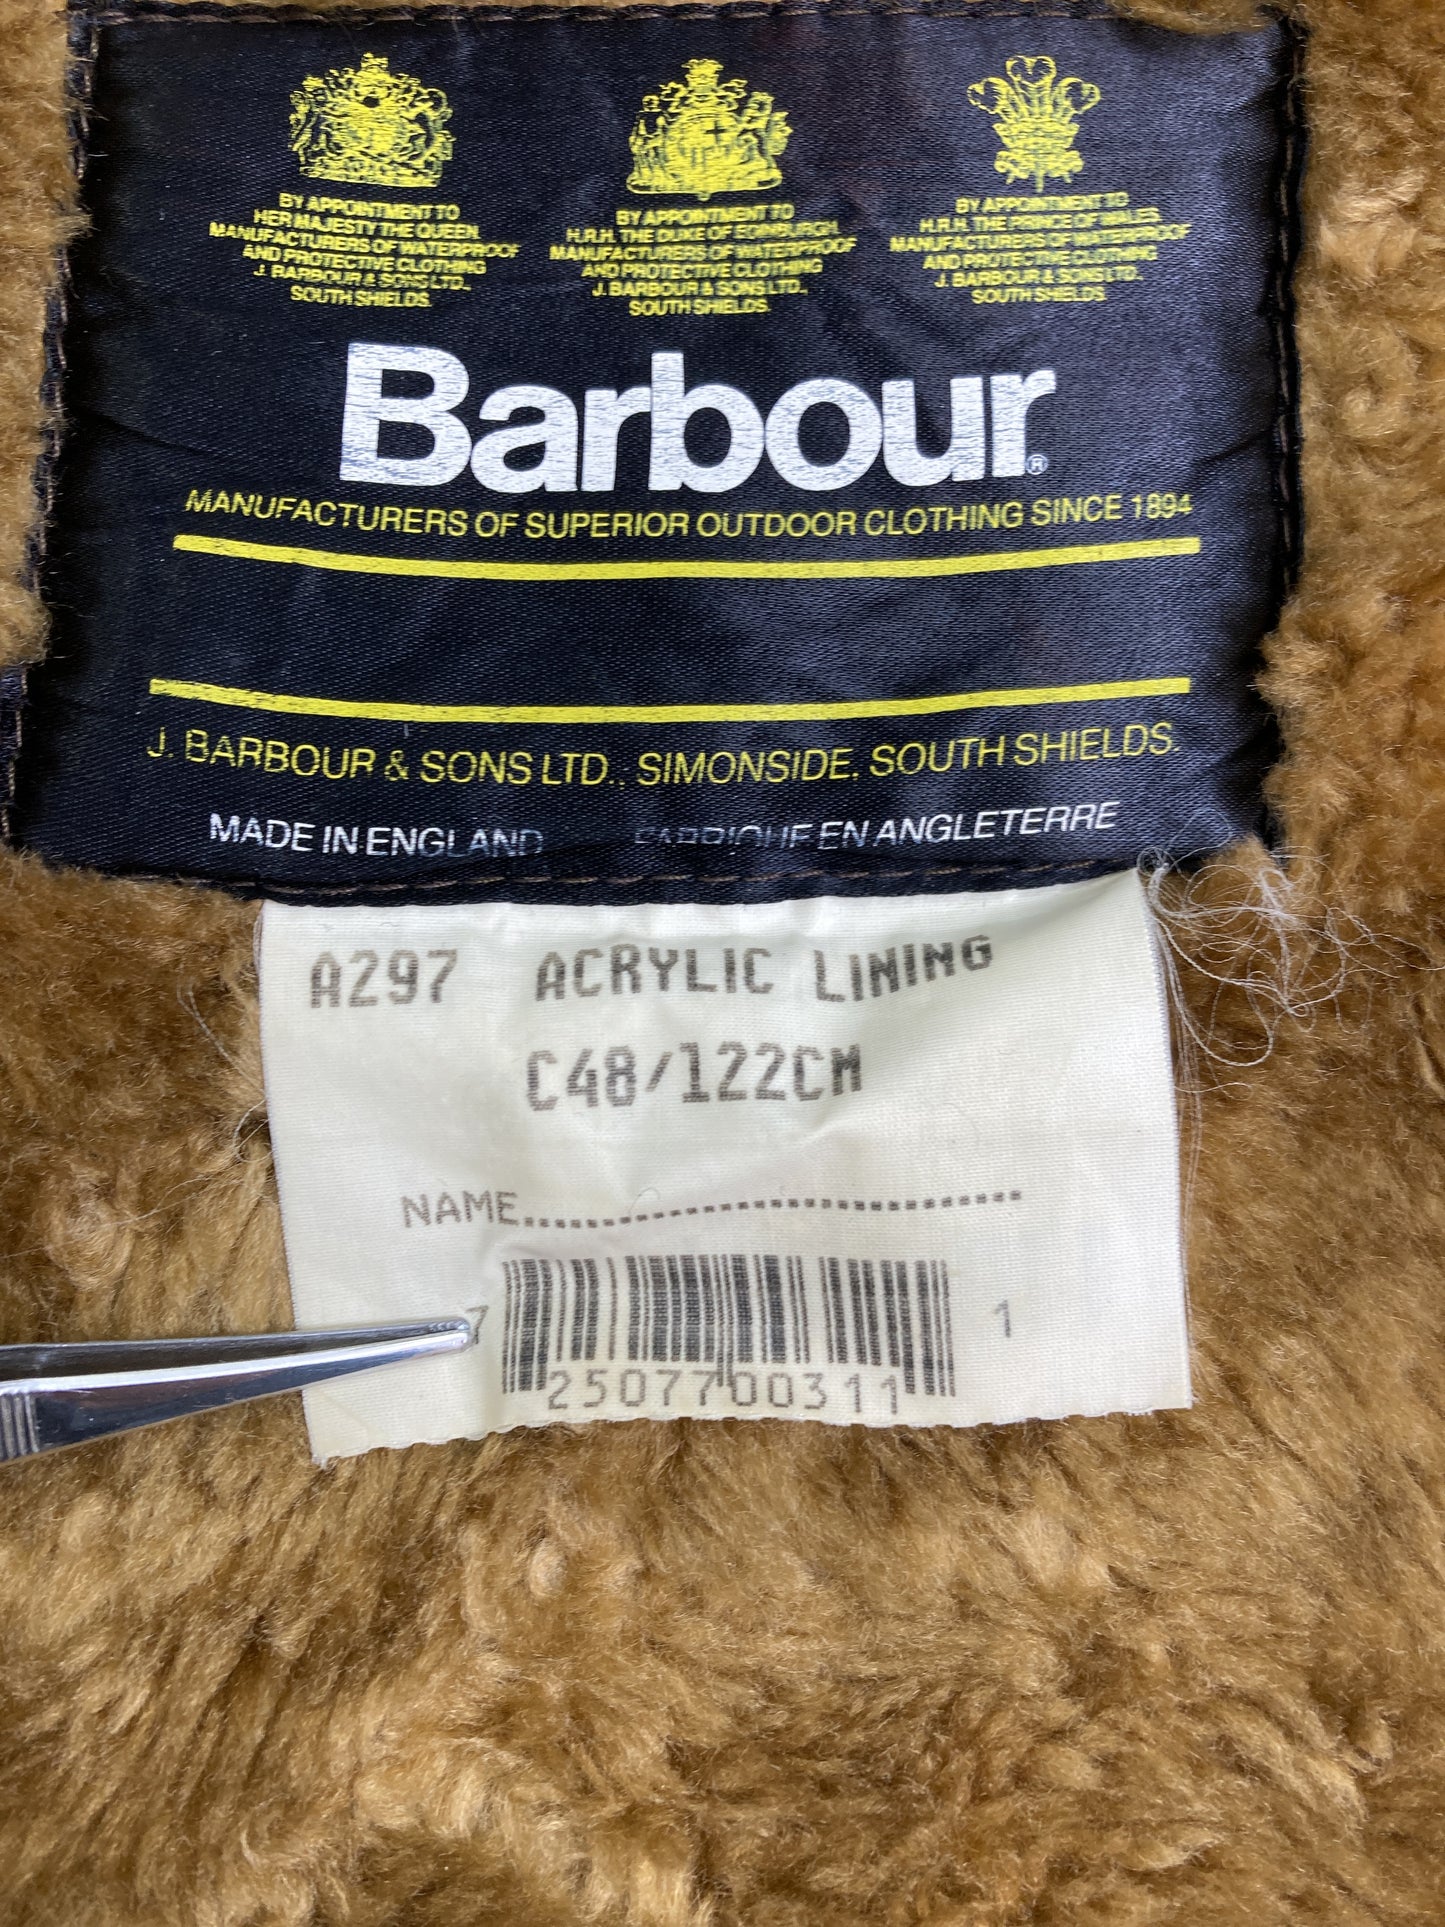 BY APPOINTMENT TO
HER MAJESTY THE QUEEN
MANUFACTURERS OF WATERPROOF
AND PROTECTIVE CLOTHING
J. BARBOUR & SONS LTD.,
SOUTH SHIELDS.
BY APPOINTMENT TO
H.R.H. THE DUKE OF EDINBURGH
MANUFACTURERS OF WATERPROOF
AND PROTECTIVE CLOTHING
J. BARBOUR & SONS LTD.,
SOUTH SHIELDS.
BY APPOINTMENT TO
H.R.H. THE PRINCE OF WALES.
MANUFACTURERS OF WATERPROOF
AND PROTECTIVE CLOTHING
J. BARBOUR & SONS LTD.
SOUTH SHIELDS.
Barbour®
MANUFACTURERS OF SUPERIOR OUTDOOR CLOTHING SINCE 1894
J. BARBOUR & SONS LTD., SIMONSIDE. SOUTH SHIELDS.
MADE IN ENGLAND FABRIQUE EN ANGLETERRE
A297 ACRYLIC LINING
C48/122CM
NAME..............................
7 2507700311 1